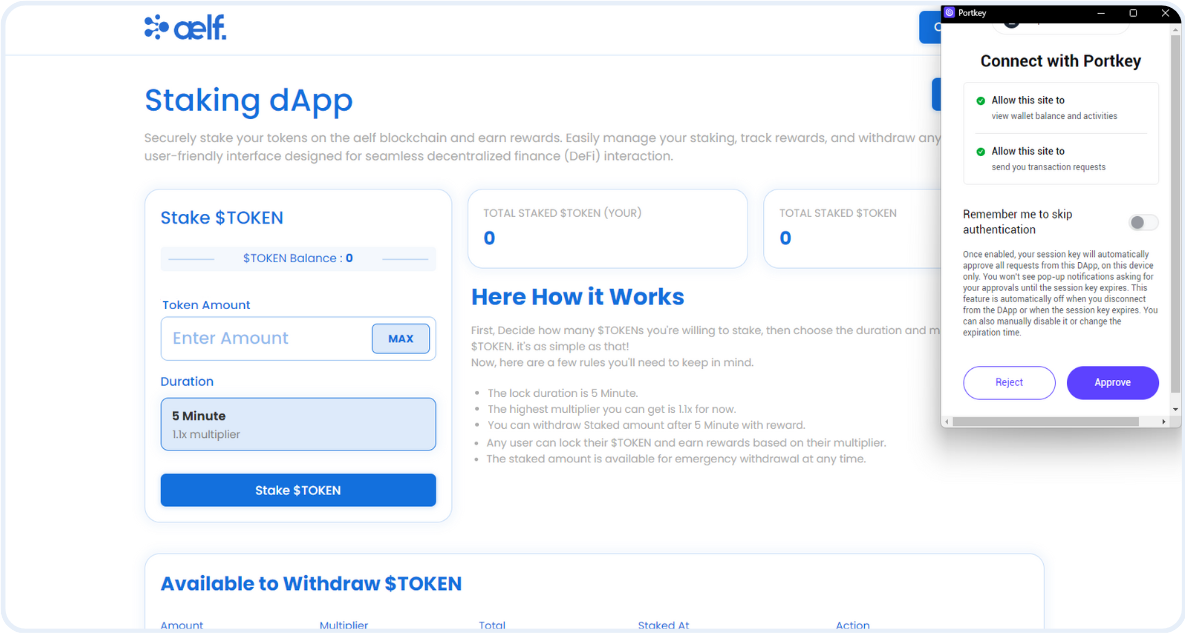 aelf.
Staking dApp
Securely stake your tokens on the aelf blockchain and earn rewards. Easily manage your staking, track rewards, and withdraw any
user-friendly interface designed for seamless decentralized finance (DeFi) interaction.
Stake $TOKEN
$TOKEN Balance : 0
Token Amount
Enter Amount
MAX
Duration
5 Minute
1.1x multiplier
Stake $TOKEN
TOTAL STAKED $TOKEN (YOUR)
0
TOTAL STAKED $TOKEN
0
Here How it Works
First, Decide how many $TOKENs you're willing to stake, then choose the duration and m
$TOKEN. it's as simple as that!
Now, here are a few rules you'll need to keep in mind.
The lock duration is 5 Minute.
The highest multiplier you can get is 1.1x for now.
You can withdraw Staked amount after 5 Minute with reward.
Any user can lock their $TOKEN and earn rewards based on their multiplier.
The staked amount is available for emergency withdrawal at any time.
Available to Withdraw $TOKEN
Amount Multiplier Total Staked At Action
Portkey
Connect with Portkey
Allow this site to
view wallet balance and activities
Allow this site to
send you transaction requests
Remember me to skip
authentication
Once enabled, your session key will automatically
approve all requests from this DApp, on this device
only. You won't see pop-up notifications asking for
your approvals until the session key expires. This
feature is automatically off when you disconnect
from the DApp or when the session key expires. You
can also manually disable it or change the
expiration time.
Reject
Approve